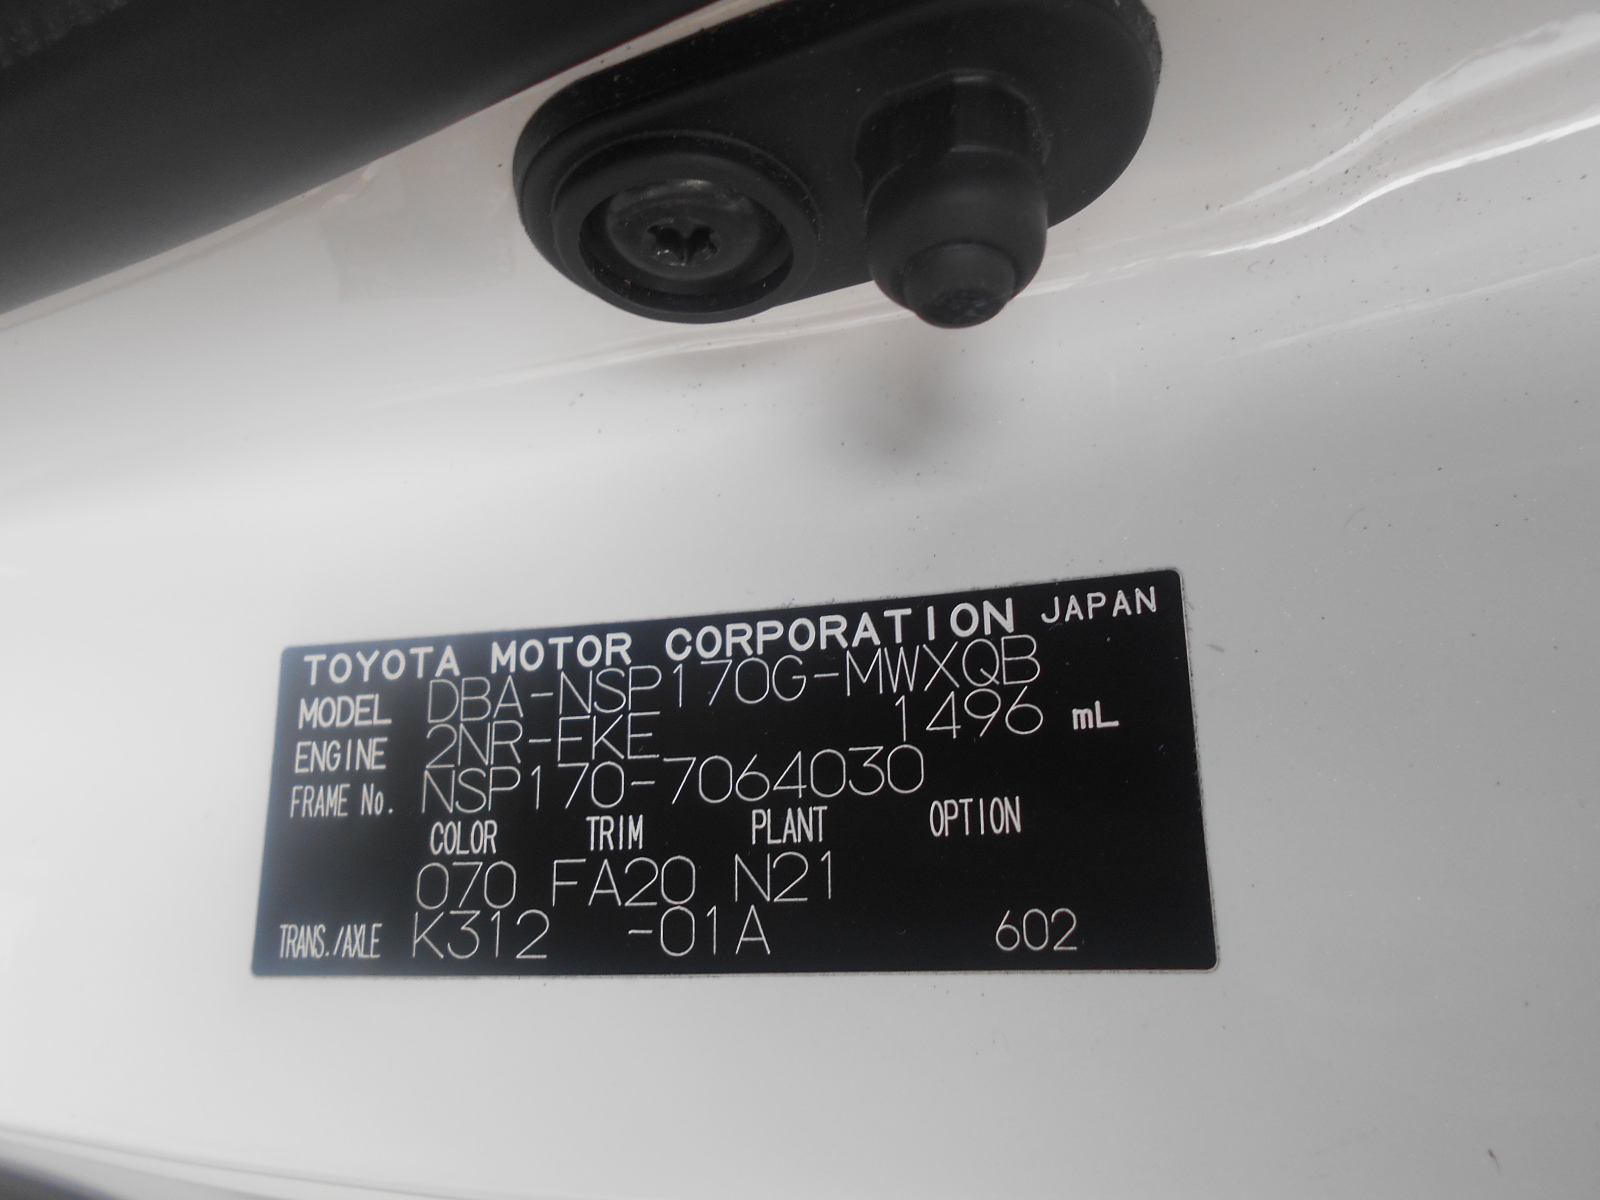 TOYOTA MOTOR CORPORATION JAPAN
MODEL DBA-NSP170G-MWXQB
ENGINE 2NR-FKE 1496 mL
FRAME No. NSP170-7064030
COLOR TRIM PLANT OPTION
070 FA20 N21
TRANS./AXLE K312 -01A 602